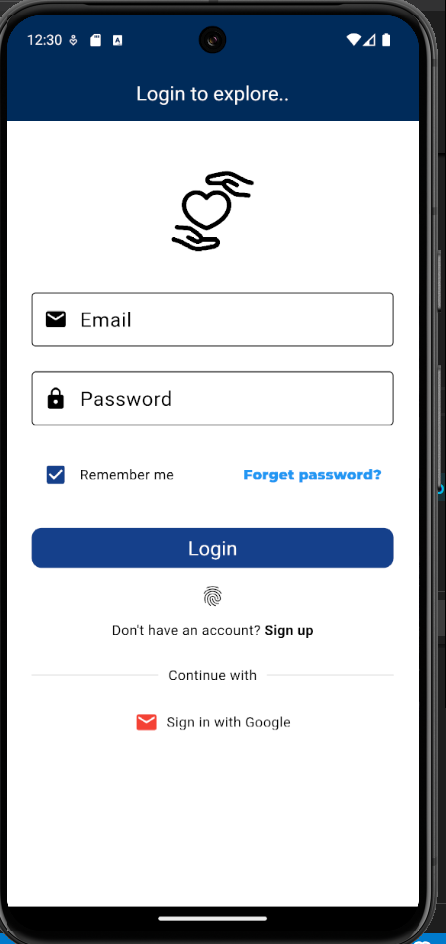 12:30
A
Login to explore..
Email
Password
Remember me Forget password?
Login
Don't have an account? Sign up
Continue with
Sign in with Google